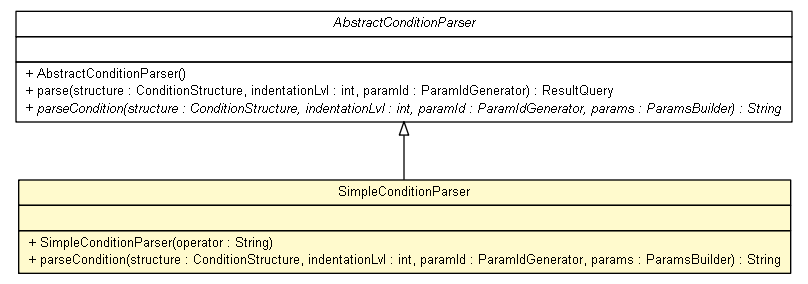 AbstractConditionParser
+ AbstractConditionParser()
+ parse(structure : ConditionStructure, indentationLvl : int, paramId : ParamIdGenerator) : ResultQuery
+ parseCondition(structure : ConditionStructure, indentationLvl : int, paramId : ParamIdGenerator, params : ParamsBuilder) : String
SimpleConditionParser
+ SimpleConditionParser(operator : String)
+ parseCondition(structure : ConditionStructure, indentationLvl : int, paramId : ParamIdGenerator, params : ParamsBuilder) : String